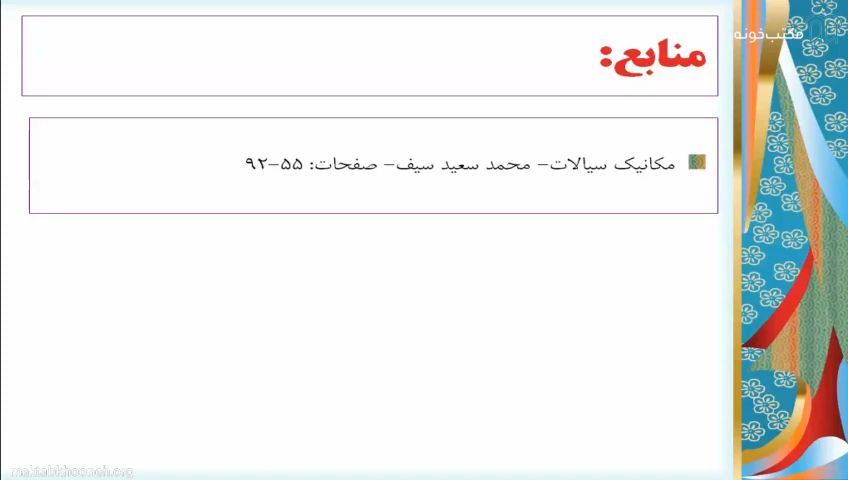 مکتب‌خونه
منابع:
مکانیک سیالات- محمد سعید سیف- صفحات: ۵۵-۹۲
maktabkhooneh.org